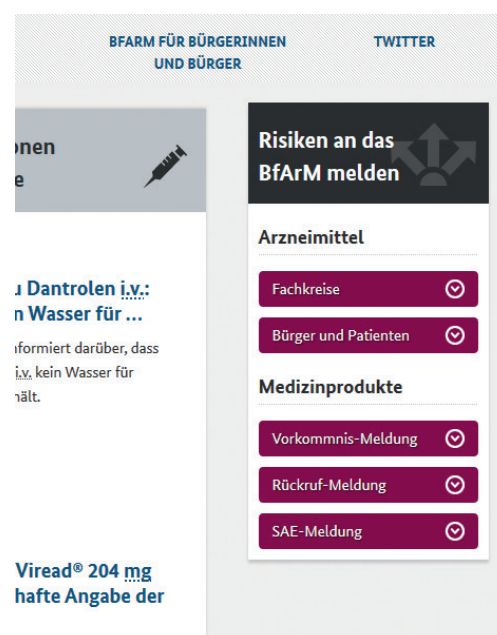 BFARM FÜR BÜRGERINNEN
UND BÜRGER
TWITTER
onen
e
u Dantrolen i.v.:
n Wasser für ...
nformiert darüber, dass
i.v. kein Wasser für
hält.
Viread® 204 mg
hafte Angabe der
Risiken an das
BfArM melden
Arzneimittel
Fachkreise
Bürger und Patienten
Medizinprodukte
Vorkommnis-Meldung
Rückruf-Meldung
SAE-Meldung